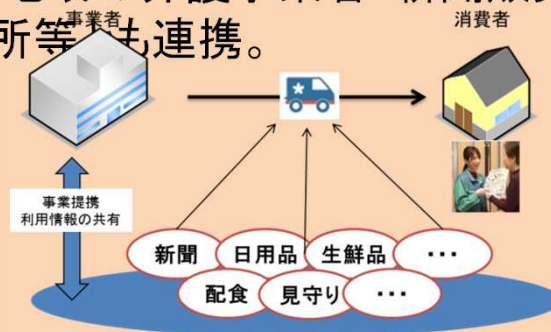 事業者
消費者
所等とも連携。
事業提携
利用情報の共有
新聞
日用品
生鮮品
・・・
配食
見守り
・・・